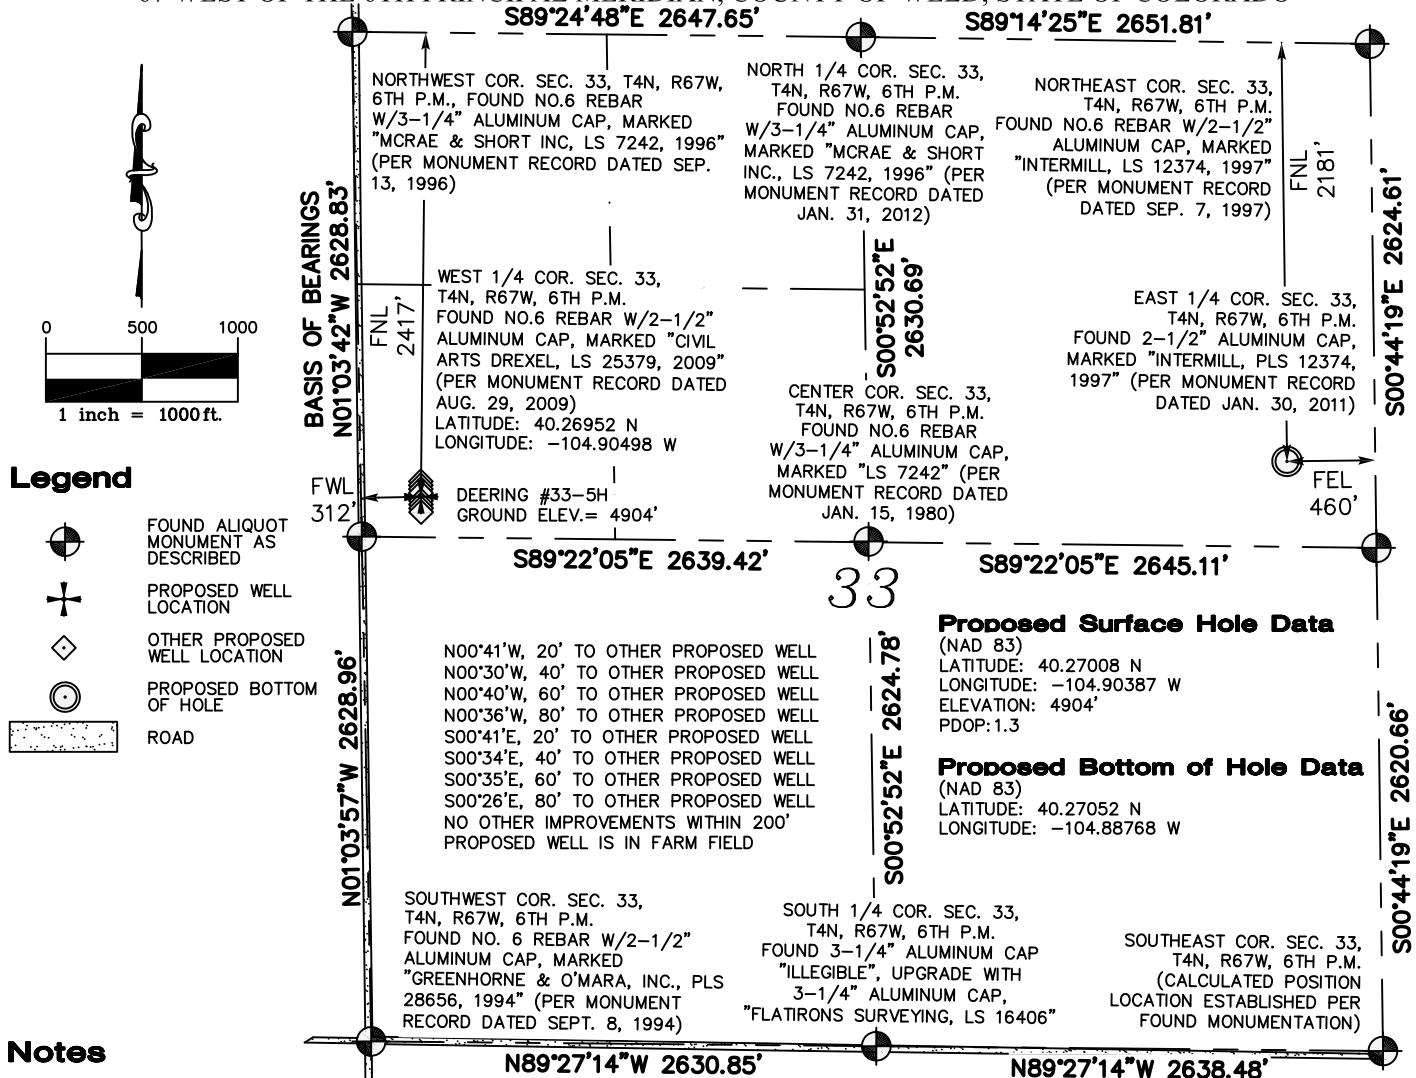 67 WEST OF THE 6TH PRINCIPAL MERIDIAN, COUNTY OF WELD, STATE OF COLORADO
S89°24'48"E 2647.65'
S89°14'25"E 2651.81'
NORTHWEST COR. SEC. 33, T4N, R67W,
6TH P.M., FOUND NO.6 REBAR
W/3-1/4" ALUMINUM CAP, MARKED
"MCRAE & SHORT INC, LS 7242, 1996"
(PER MONUMENT RECORD DATED SEP.
13, 1996)
NORTH 1/4 COR. SEC. 33,
T4N, R67W, 6TH P.M.
FOUND NO.6 REBAR
W/3-1/4" ALUMINUM CAP,
MARKED "MCRAE & SHORT
INC., LS 7242, 1996" (PER
MONUMENT RECORD DATED
JAN. 31, 2012)
NORTHEAST COR. SEC. 33,
T4N, R67W, 6TH P.M.
FOUND NO.6 REBAR W/2-1/2"
ALUMINUM CAP, MARKED
"INTERMILL, LS 12374, 1997"
(PER MONUMENT RECORD
DATED SEP. 7, 1997)
FNL
2181'
S00°44'19"E 2624.61'
BASIS OF BEARINGS
N01°03'42"W 2628.83'
FNL
2417'
WEST 1/4 COR. SEC. 33,
T4N, R67W, 6TH P.M.
FOUND NO.6 REBAR W/2-1/2"
ALUMINUM CAP, MARKED "CIVIL
ARTS DREXEL, LS 25379, 2009"
(PER MONUMENT RECORD DATED
AUG. 29, 2009)
LATITUDE: 40.26952 N
LONGITUDE: -104.90498 W
S00°52'52"E
2630.69'
CENTER COR. SEC. 33,
T4N, R67W, 6TH P.M.
FOUND NO.6 REBAR
W/3-1/4" ALUMINUM CAP,
MARKED "LS 7242" (PER
MONUMENT RECORD DATED
JAN. 15, 1980)
EAST 1/4 COR. SEC. 33,
T4N, R67W, 6TH P.M.
FOUND 2-1/2" ALUMINUM CAP,
MARKED "INTERMILL, PLS 12374,
1997" (PER MONUMENT RECORD
DATED JAN. 30, 2011)
0 500 1000
1 inch = 1000 ft.
FWL
312'
DEERING #33-5H
GROUND ELEV.= 4904'
FEL
460'
Legend
FOUND ALIQUOT
MONUMENT AS
DESCRIBED
PROPOSED WELL
LOCATION
OTHER PROPOSED
WELL LOCATION
PROPOSED BOTTOM
OF HOLE
ROAD
S89°22'05"E 2639.42'
S89°22'05"E 2645.11'
33
N01°03'57"W 2628.96'
N00°41'W, 20' TO OTHER PROPOSED WELL
N00°30'W, 40' TO OTHER PROPOSED WELL
N00°40'W, 60' TO OTHER PROPOSED WELL
N00°36'W, 80' TO OTHER PROPOSED WELL
S00°41'E, 20' TO OTHER PROPOSED WELL
S00°34'E, 40' TO OTHER PROPOSED WELL
S00°35'E, 60' TO OTHER PROPOSED WELL
S00°26'E, 80' TO OTHER PROPOSED WELL
NO OTHER IMPROVEMENTS WITHIN 200'
PROPOSED WELL IS IN FARM FIELD
S00°52'52"E 2624.78'
Proposed Surface Hole Data
(NAD 83)
LATITUDE: 40.27008 N
LONGITUDE: -104.90387 W
ELEVATION: 4904'
PDOP:1.3
Proposed Bottom of Hole Data
(NAD 83)
LATITUDE: 40.27052 N
LONGITUDE: -104.88768 W
S00°44'19"E 2620.66'
SOUTHWEST COR. SEC. 33,
T4N, R67W, 6TH P.M.
FOUND NO. 6 REBAR W/2-1/2"
ALUMINUM CAP, MARKED
"GREENHORNE & O'MARA, INC., PLS
28656, 1994" (PER MONUMENT
RECORD DATED SEPT. 8, 1994)
SOUTH 1/4 COR. SEC. 33,
T4N, R67W, 6TH P.M.
FOUND 3-1/4" ALUMINUM CAP
"ILLEGIBLE", UPGRADE WITH
3-1/4" ALUMINUM CAP,
"FLATIRONS SURVEYING, LS 16406"
SOUTHEAST COR. SEC. 33,
T4N, R67W, 6TH P.M.
(CALCULATED POSITION
LOCATION ESTABLISHED PER
FOUND MONUMENTATION)
Notes
N89°27'14"W 2630.85'
N89°27'14"W 2638.48'